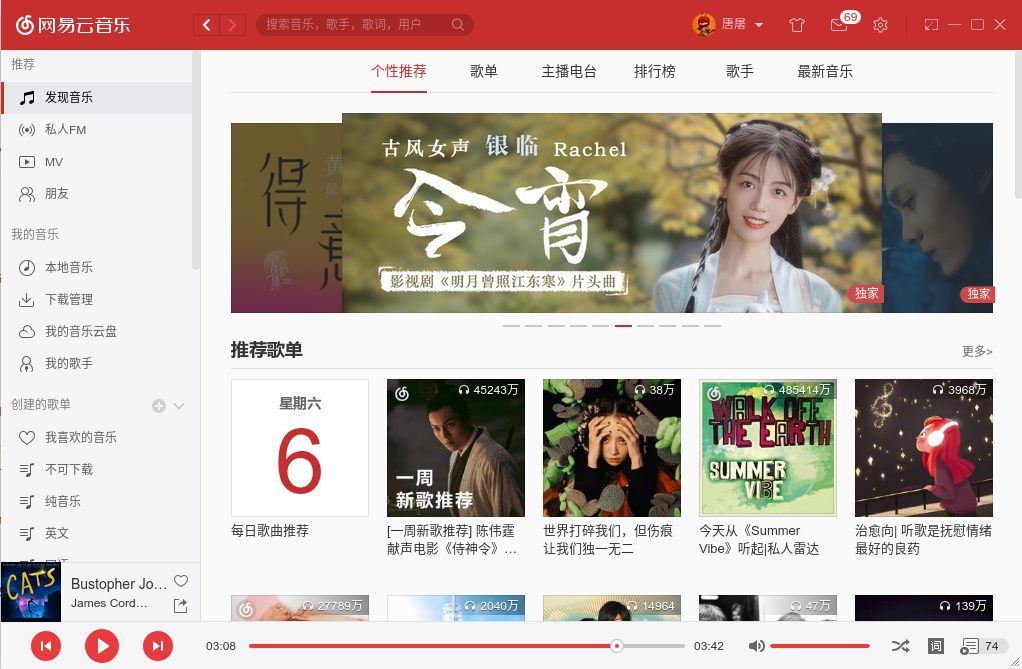 网易云音乐
搜索音乐，歌手，歌词，用户
唐屠
69
推荐
发现音乐
私人FM
MV
朋友
我的音乐
本地音乐
下载管理
我的音乐云盘
我的歌手
创建的歌单
我喜欢的音乐
不可下载
纯音乐
英文
Bustopher Jo...
James Cord...
CATS
个性推荐
歌单
主播电台
排行榜
歌手
最新音乐
古风女声 银临 Rachel
今宵
影视剧《明月曾照江东寒》片头曲
独家
独家
推荐歌单
更多>
星期六
6
每日歌曲推荐
45243万
一周
新歌推荐
[一周新歌推荐] 陈伟霆
献声电影《侍神令》...
38万
世界打碎我们，但伤痕
让我们独一无二
485414万
WALK OFF
THE EARTH
SUMMER
VIBE
今天从《Summer
Vibe》听起|私人雷达
3968万
治愈向| 听歌是抚慰情绪
最好的良药
27789万
2040万
14964
47万
139万
03:08
03:42
词
74